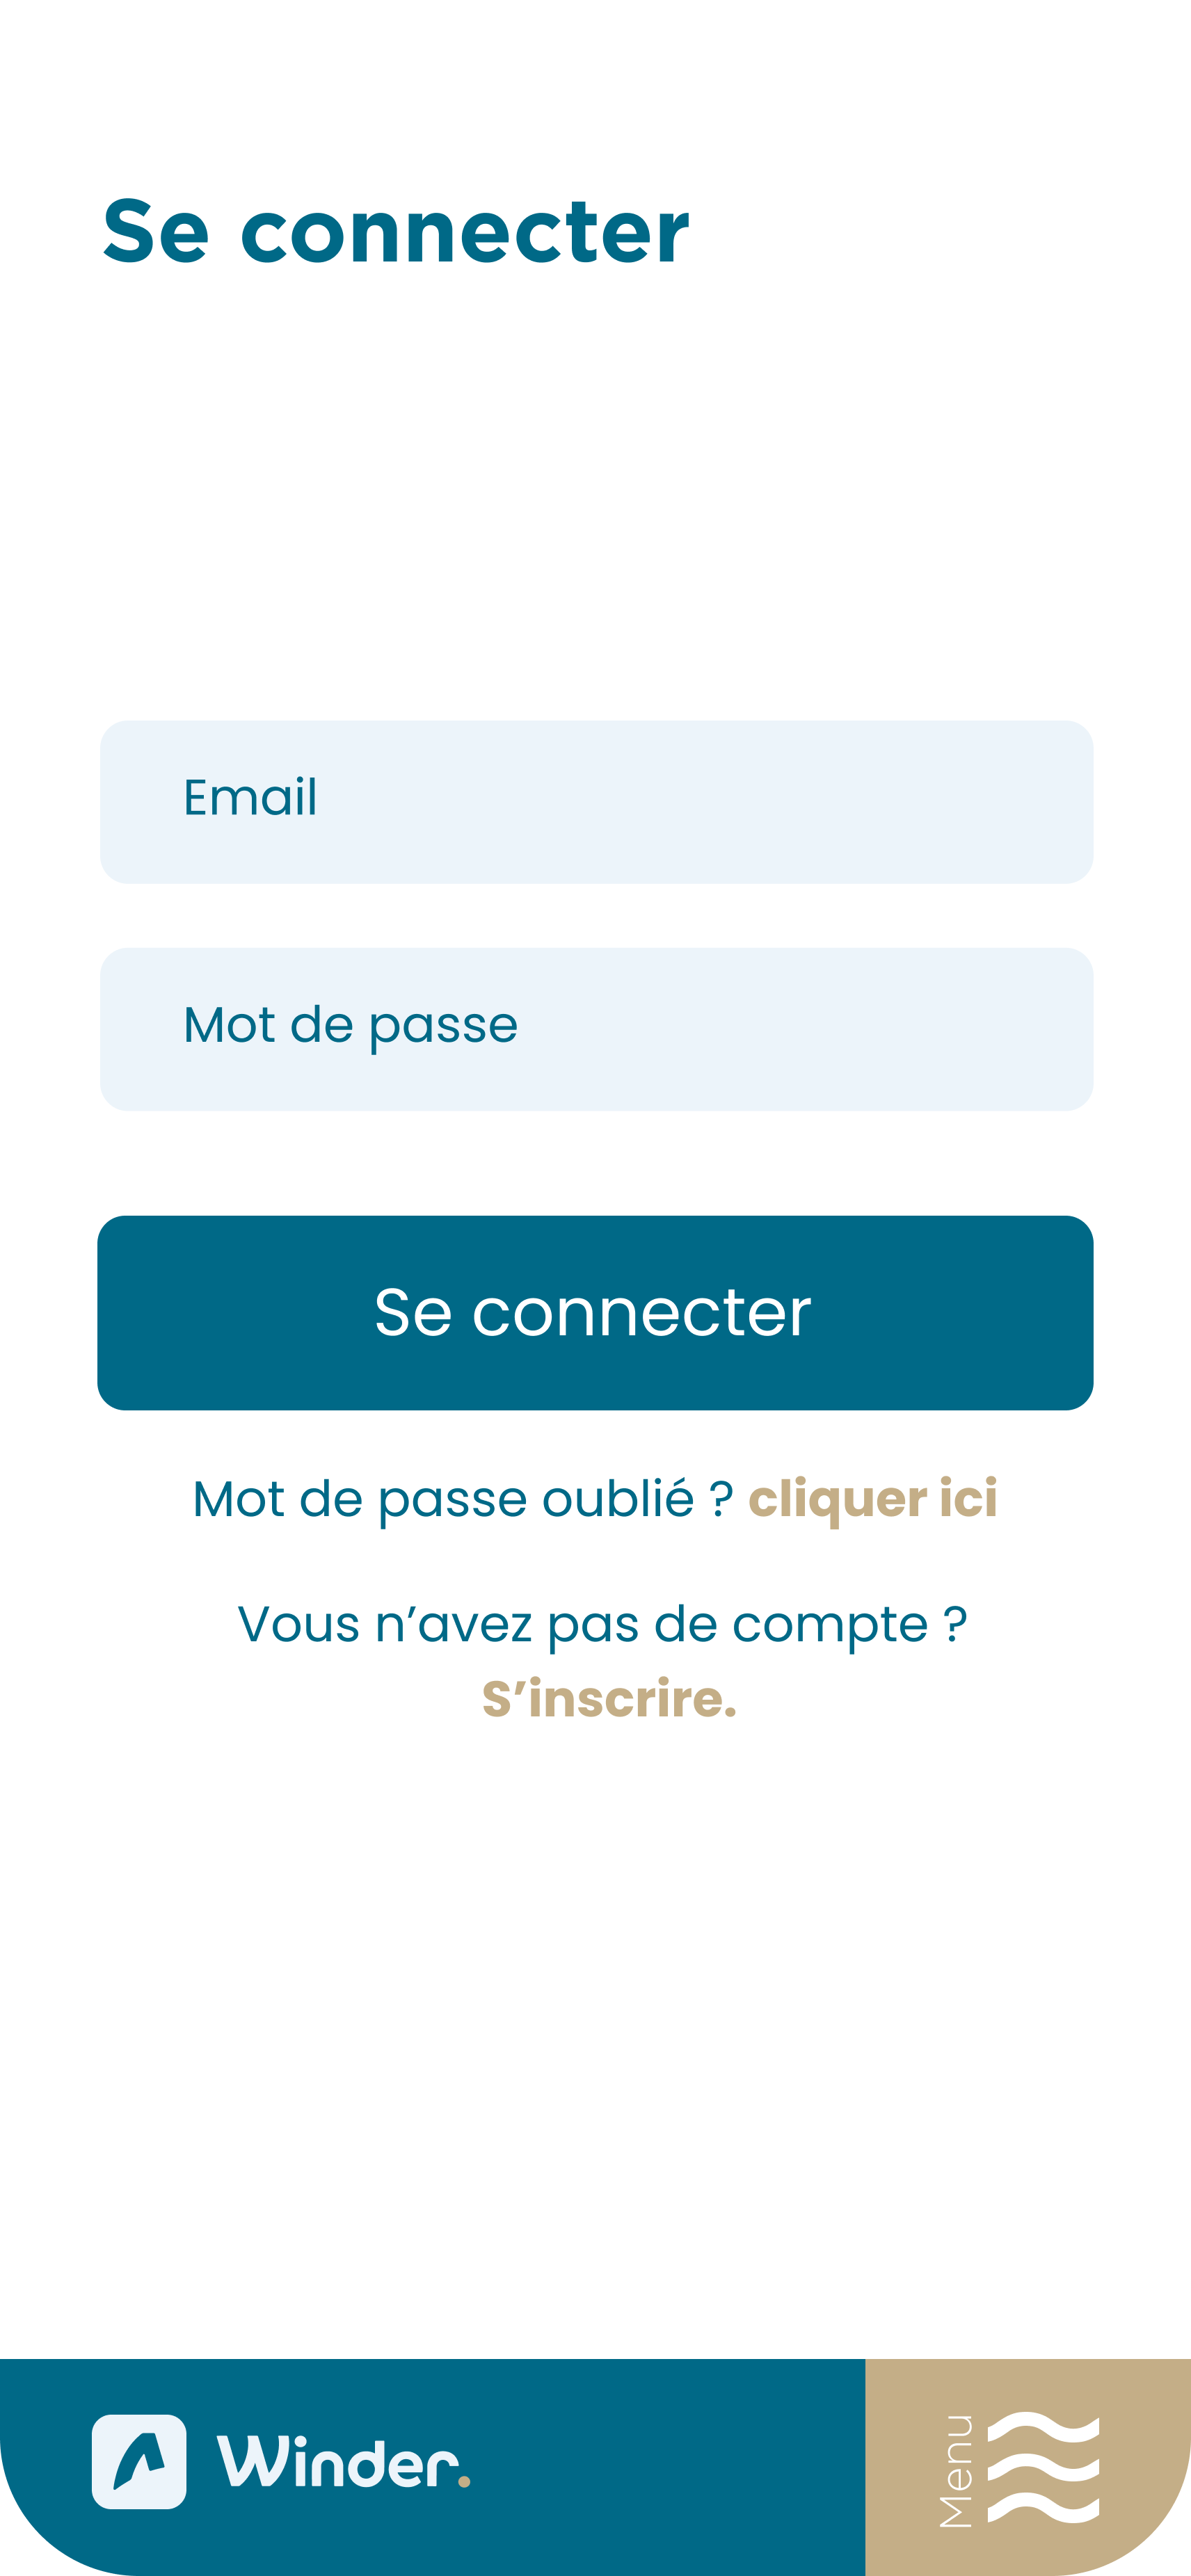 Se connecter
Email
Mot de passe
Se connecter
Mot de passe oublié ? cliquer ici
Vous n’avez pas de compte ?
S’inscrire.
Winder.
Menu